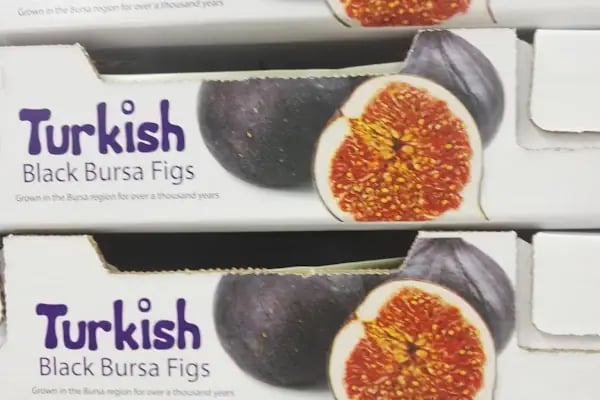 Grown in the Bursa region for over a thousand years
Turkish
Black Bursa Figs
Grown in the Bursa region for over a thousand years
Turkish
Black Bursa Figs
Grown in the Bursa region for over a thousand years